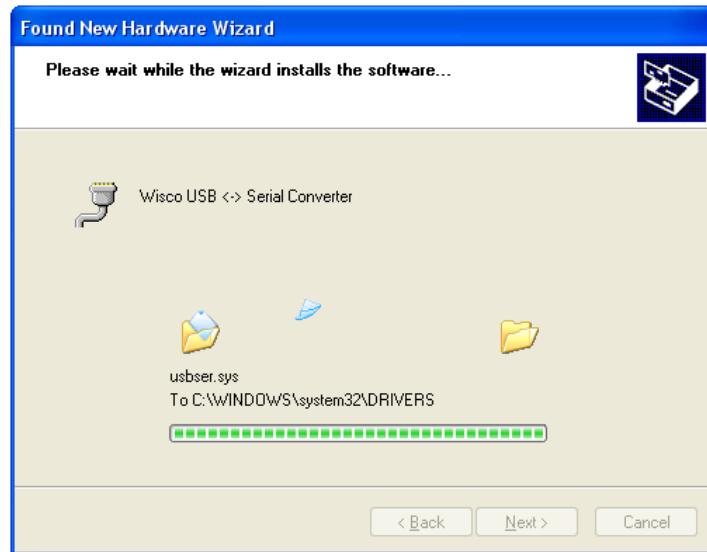 Found New Hardware Wizard
Please wait while the wizard installs the software...
Wisco USB <-> Serial Converter
usbser.sys
To C:\WINDOWS\system32\DRIVERS
< Back Next > Cancel